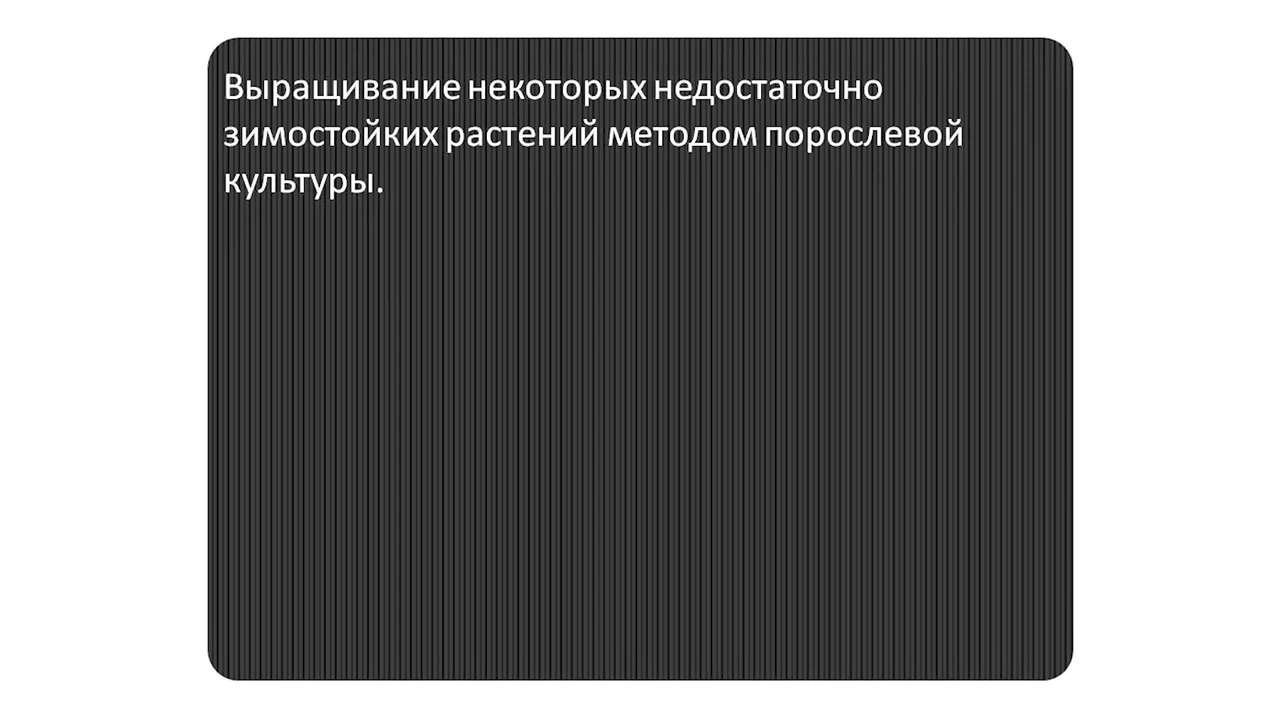 Выращивание некоторых недостаточно
зимостойких растений методом порослевой
культуры.